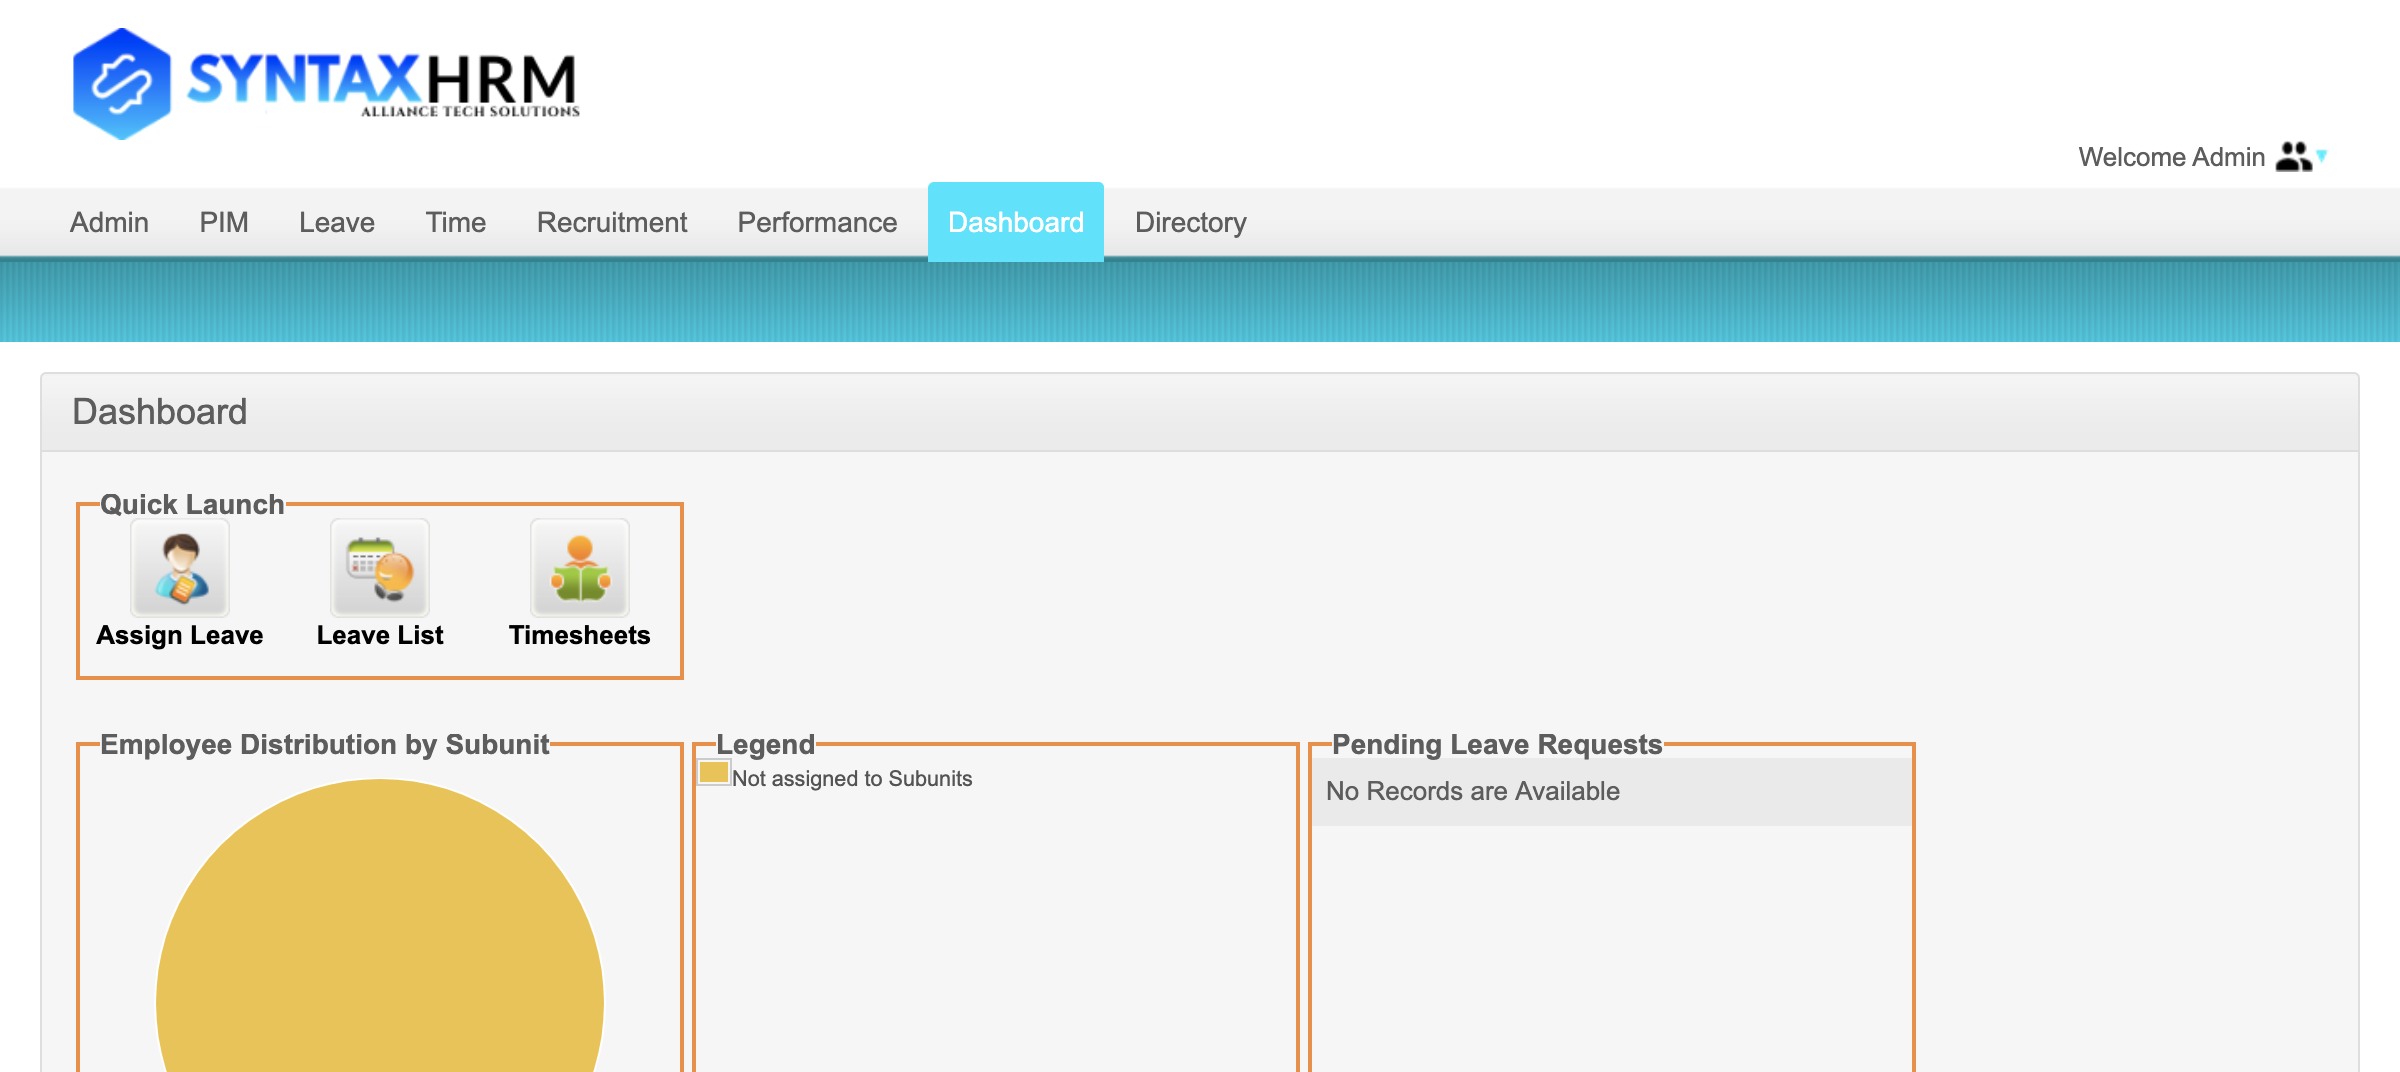 SYNTAXHRM
ALLIANCE TECH SOLUTIONS
Welcome Admin
Admin PIM Leave Time Recruitment Performance Dashboard Directory
Dashboard
Quick Launch
Assign Leave Leave List Timesheets
Employee Distribution by Subunit
Legend
Not assigned to Subunits
Pending Leave Requests
No Records are Available